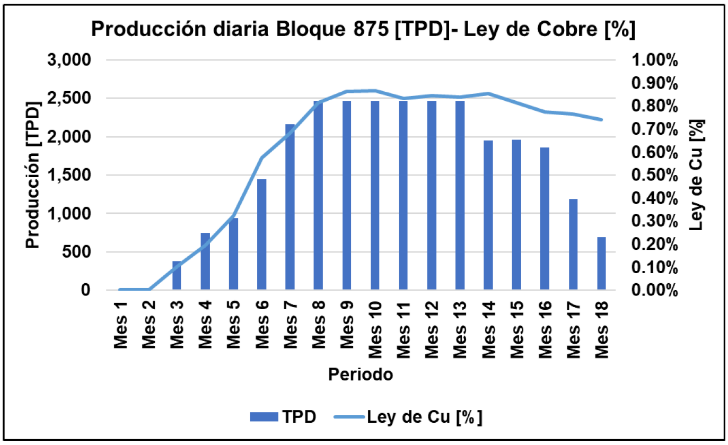 Producción diaria Bloque 875 [TPD]- Ley de Cobre [%]
Producción [TPD]
3,000
2,500
2,000
1,500
1,000
500
0
1.00%
0.90%
0.80%
0.70%
0.60%
0.50%
0.40%
0.30%
0.20%
0.10%
0.00%
Ley de Cu [%]
Mes 1
Mes 2
Mes 3
Mes 4
Mes 5
Mes 6
Mes 7
Mes 8
Mes 9
Mes 10
Mes 11
Mes 12
Mes 13
Mes 14
Mes 15
Mes 16
Mes 17
Mes 18
Periodo
TPD
Ley de Cu [%]